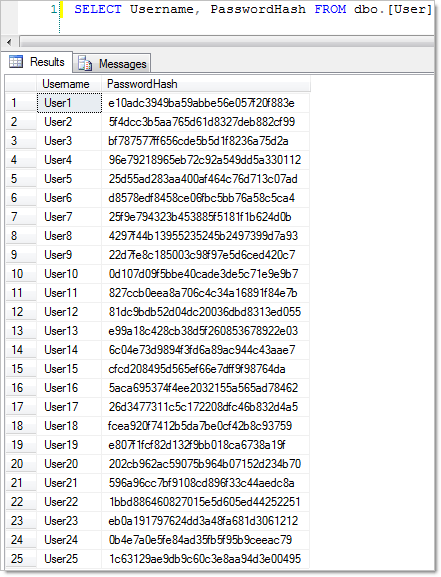 1 SELECT Username, PasswordHash FROM dbo.[User]
Results Messages
Username PasswordHash
1 User1 e10adc3949ba59abbe56e057f20f883e
2 User2 5f4dcc3b5aa765d61d8327deb882cf99
3 User3 bf787577ff656cde5b5d1f8236a75d2a
4 User4 96e79218965eb72c92a549dd5a330112
5 User5 25d55ad283aa400af464c76d713c07ad
6 User6 d8578edf8458ce06fbc5bb76a58c5ca4
7 User7 25f9e794323b453885f5181f1b624d0b
8 User8 4297f44b13955235245b2497399d7a93
9 User9 22d7fe8c185003c98f97e5d6ced420c7
10 User10 0d107d09f5bbe40cade3de5c71e9e9b7
11 User11 827ccb0eea8a706c4c34a16891f84e7b
12 User12 81dc9bdb52d04dc20036dbd8313ed055
13 User13 e99a18c428cb38d5f260853678922e03
14 User14 6c04e73d9894f3fd6a89ac944c43aae7
15 User15 cfcd208495d565ef66e7dff9f98764da
16 User16 5aca695374f4ee2032155a565ad78462
17 User17 26d3477311c5c172208dfc46b832d4a5
18 User18 fcea920f7412b5da7be0cf42b8c93759
19 User19 e807f1fcf82d132f9bb018ca6738a19f
20 User20 202cb962ac59075b964b07152d234b70
21 User21 596a96cc7bf9108cd896f33c44aedc8a
22 User22 1bbd886460827015e5d605ed44252251
23 User23 eb0a191797624dd3a48fa681d3061212
24 User24 0b4e7a0e5fe84ad35fb5f95b9ceeac79
25 User25 1c63129ae9db9c60c3e8aa94d3e00495